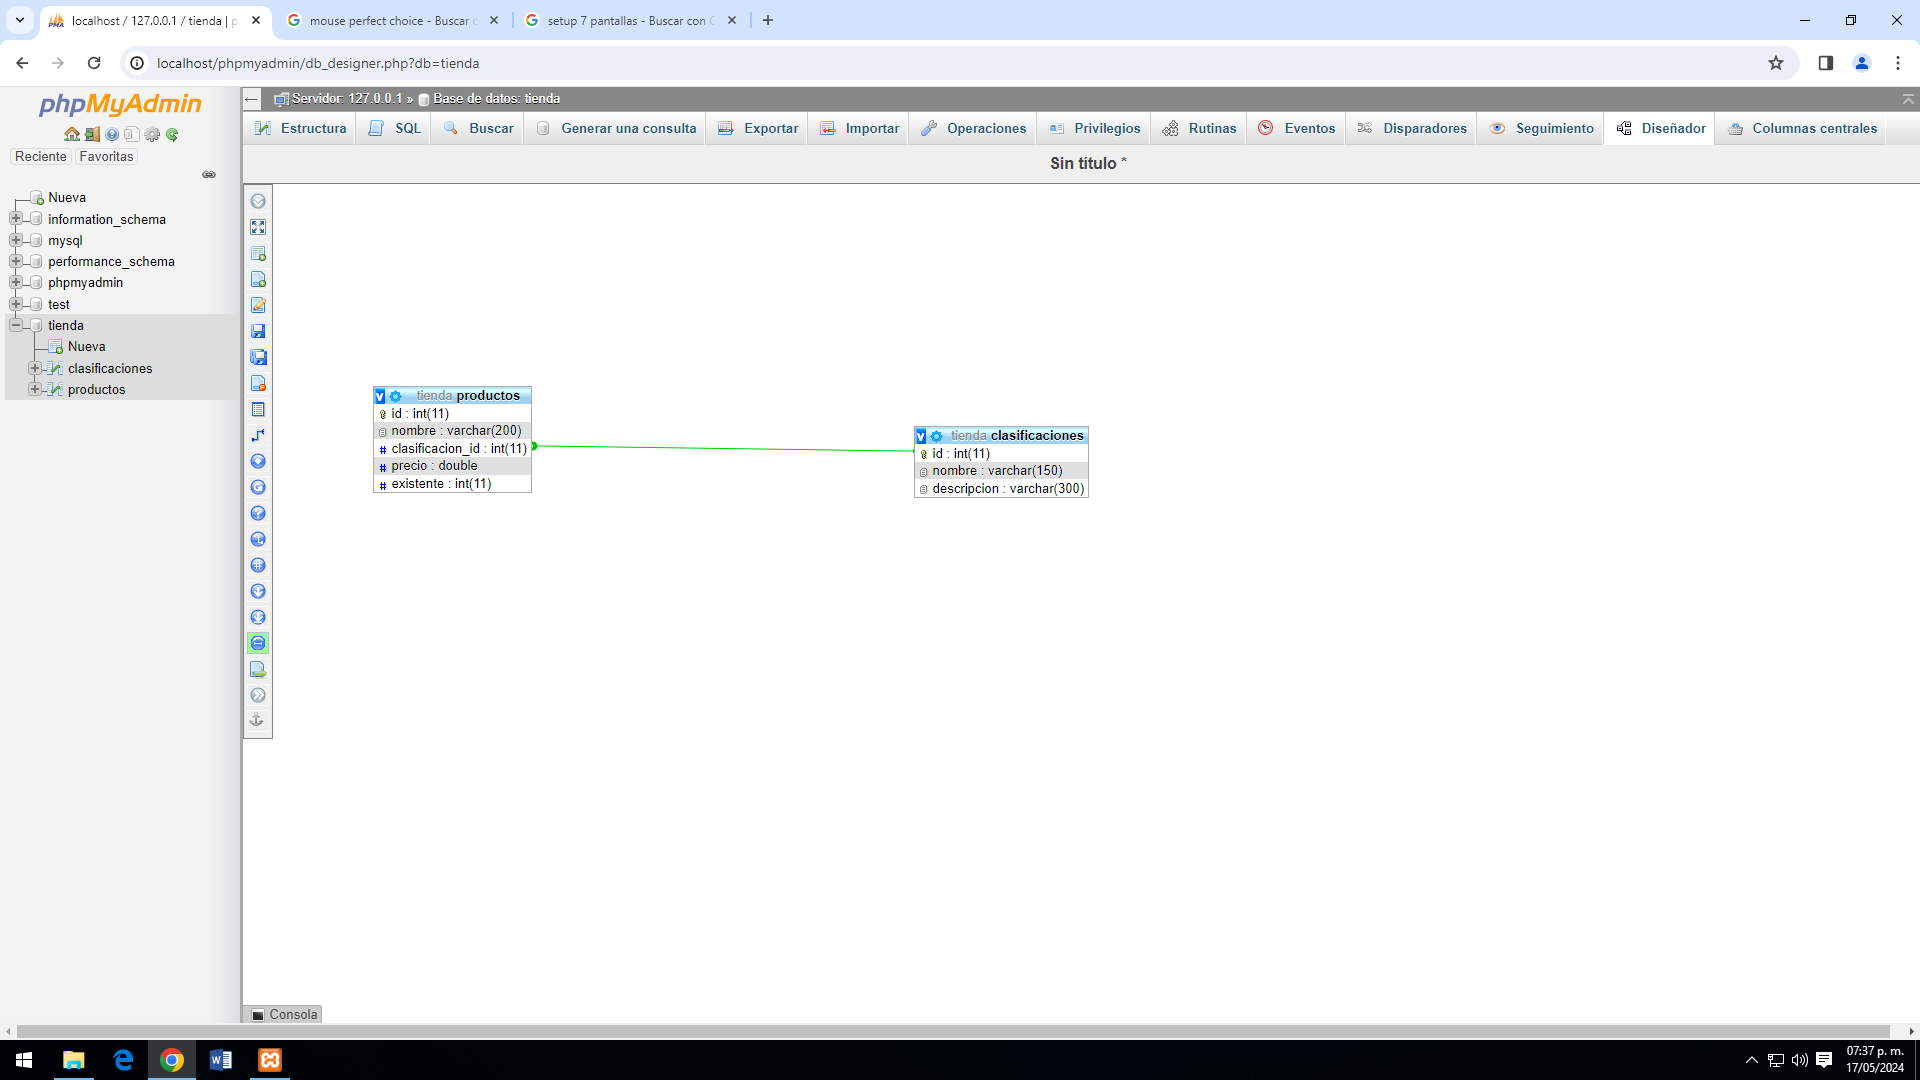 localhost / 127.0.0.1 / tienda | p
mouse perfect choice - Buscar c
setup 7 pantallas - Buscar con G
localhost/phpmyadmin/db_designer.php?db=tienda
phpMyAdmin
Reciente
Favoritas
Nueva
information_schema
mysql
performance_schema
phpmyadmin
test
tienda
Nueva
clasificaciones
productos
Servidor: 127.0.0.1 » Base de datos: tienda
Estructura
SQL
Buscar
Generar una consulta
Exportar
Importar
Operaciones
Privilegios
Rutinas
Eventos
Disparadores
Seguimiento
Diseñador
Columnas centrales
Sin título *
v tienda productos
id : int(11)
nombre : varchar(200)
# clasificacion_id : int(11)
# precio : double
# existente : int(11)
v tienda clasificaciones
id : int(11)
nombre : varchar(150)
descripcion : varchar(300)
Consola
07:37 p. m.
17/05/2024